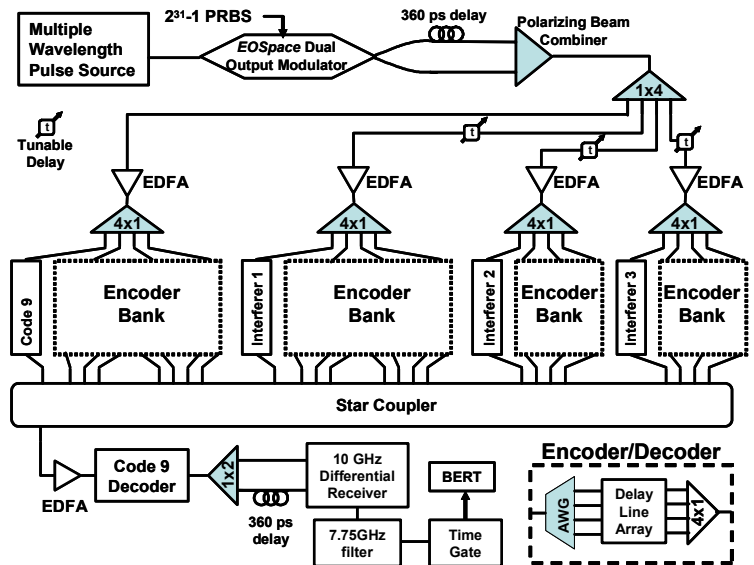 2³¹-1 PRBS
360 ps delay
Multiple
Wavelength
Pulse Source
EOSpace Dual
Output Modulator
Polarizing Beam
Combiner
1x4
t
Tunable
Delay
t
t
t
EDFA
EDFA
EDFA
EDFA
4x1
4x1
4x1
4x1
Code 9
Encoder
Bank
Interferer 1
Encoder
Bank
Interferer 2
Encoder
Bank
Interferer 3
Encoder
Bank
Star Coupler
EDFA
Code 9
Decoder
1x2
360 ps
delay
10 GHz
Differential
Receiver
7.75GHz
filter
BERT
Time
Gate
Encoder/Decoder
AWG
Delay
Line
Array
4x1